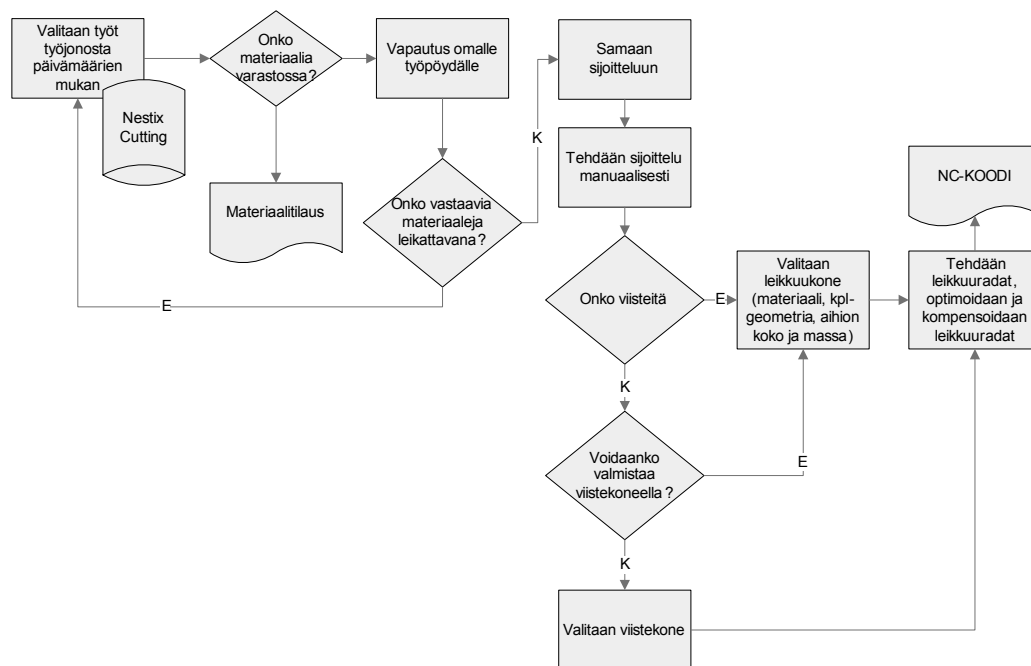 Valitaan työt
työjonosta
päivämäärien
mukan
Nestix
Cutting
Onko
materiaalia
varastossa?
Materiaalitilaus
Vapautus omalle
työpöydälle
Onko vastaavia
materiaaleja
leikattavana?
E
K
Samaan
sijoitteluun
Tehdään sijoittelu
manuaalisesti
Onko viisteitä
E
K
Voidaanko
valmistaa
viistekoneella?
E
K
Valitaan viistekone
Valitaan
leikkuukone
(materiaali, kpl-
geometria, aihion
koko ja massa)
Tehdään
leikkuuradat,
optimoidaan ja
kompensoidaan
leikkuuradat
NC-KOODI